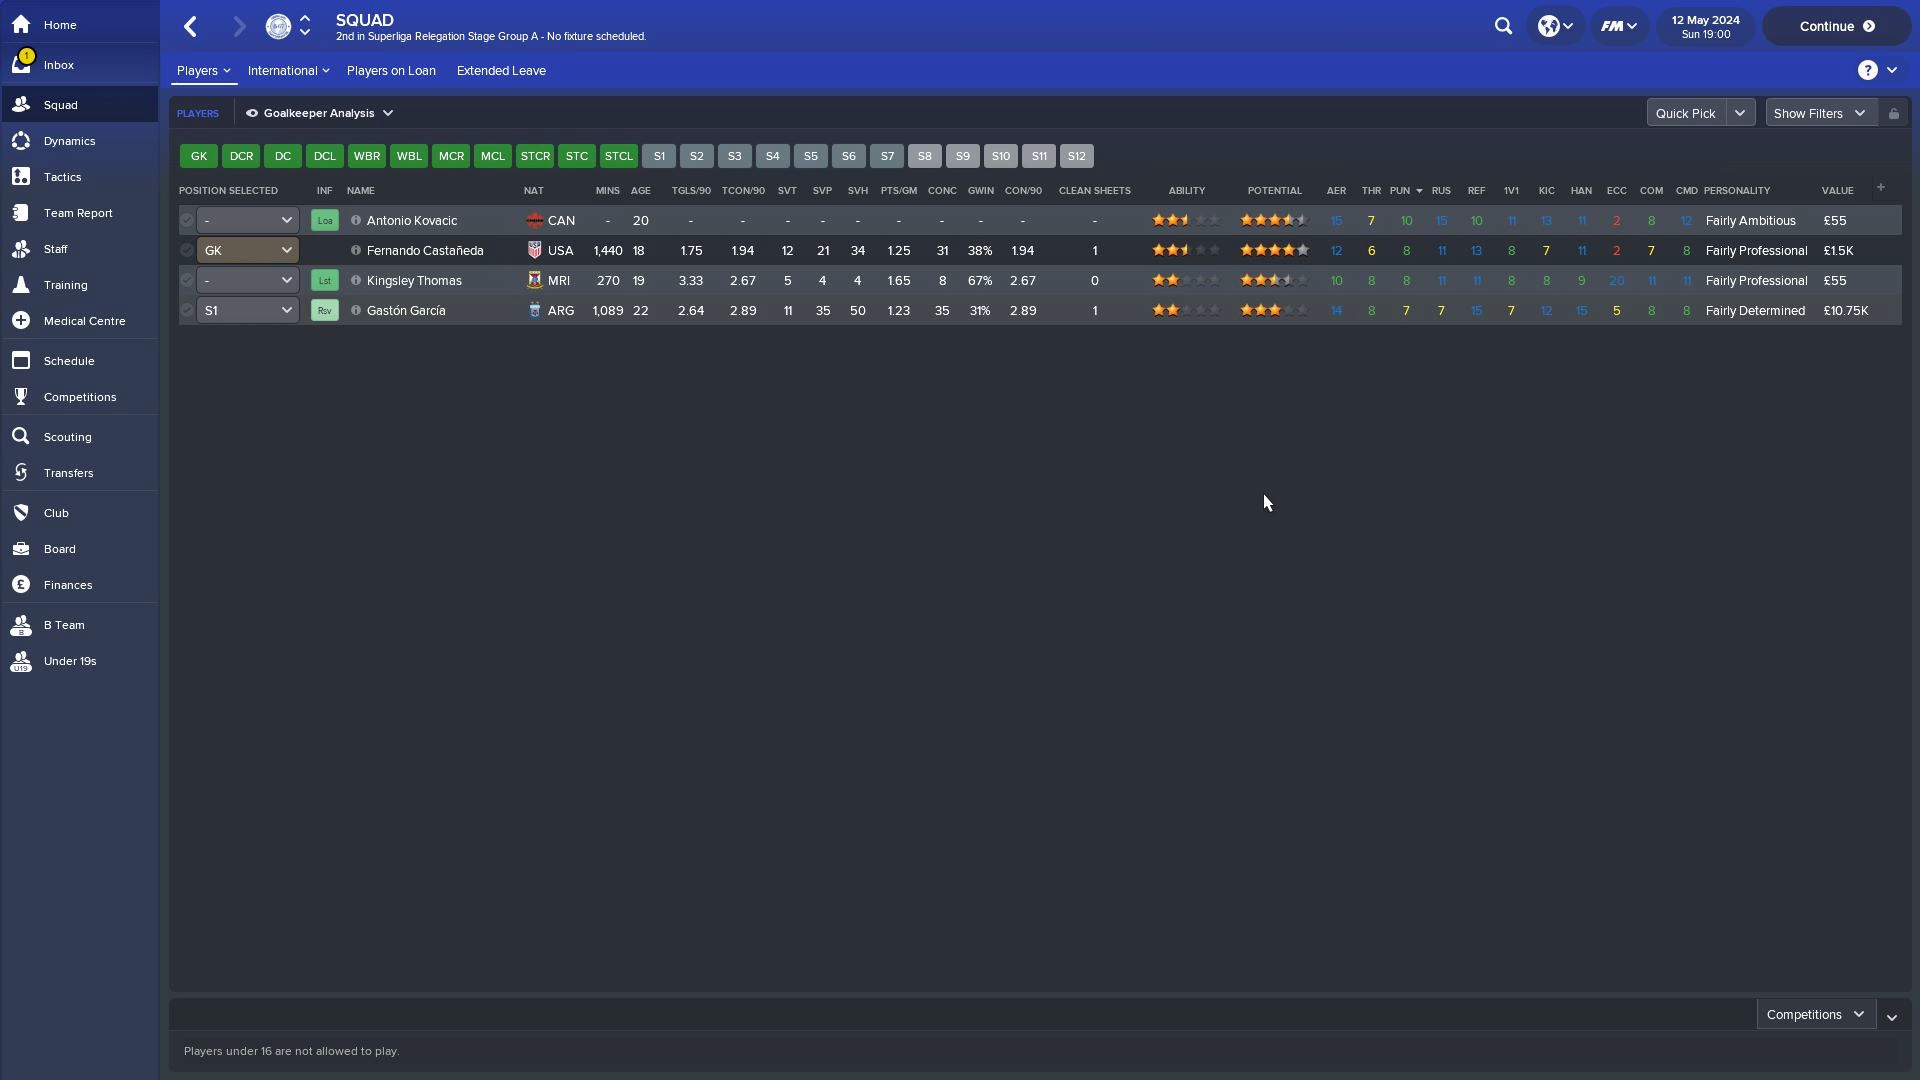 Home
1
Inbox
Squad
Dynamics
Tactics
Team Report
Staff
Training
Medical Centre
Schedule
Competitions
Scouting
Transfers
Club
Board
Finances
B Team
Under 19s
SQUAD
2nd in Superliga Relegation Stage Group A - No fixture scheduled.
FM
12 May 2024
Sun 19:00
Continue
Players International Players on Loan Extended Leave
?
PLAYERS Goalkeeper Analysis Quick Pick Show Filters
GK DCR DC DCL WBR WBL MCR MCL STCR STC STCL S1 S2 S3 S4 S5 S6 S7 S8 S9 S10 S11 S12
POSITION SELECTED INF NAME NAT MINS AGE TGLS/90 TCON/90 SVT SVP SVH PTS/GM CONC GWIN CON/90 CLEAN SHEETS ABILITY POTENTIAL AER THR PUN RUS REF 1V1 KIC HAN ECC COM CMD PERSONALITY VALUE +
- Loa Antonio Kovacic CAN - 20 - - - - - - - - - - 15 7 10 15 10 11 13 11 2 8 12 Fairly Ambitious £55
GK Fernando Castañeda USA 1,440 18 1.75 1.94 12 21 34 1.25 31 38% 1.94 1 12 6 8 11 13 8 7 11 2 7 8 Fairly Professional £1.5K
- Lst Kingsley Thomas MRI 270 19 3.33 2.67 5 4 4 1.65 8 67% 2.67 0 10 8 8 11 11 8 8 9 20 11 11 Fairly Professional £55
S1 Rsv Gastón García ARG 1,089 22 2.64 2.89 11 35 50 1.23 35 31% 2.89 1 14 8 7 7 15 7 12 15 5 8 8 Fairly Determined £10.75K
Competitions
Players under 16 are not allowed to play.